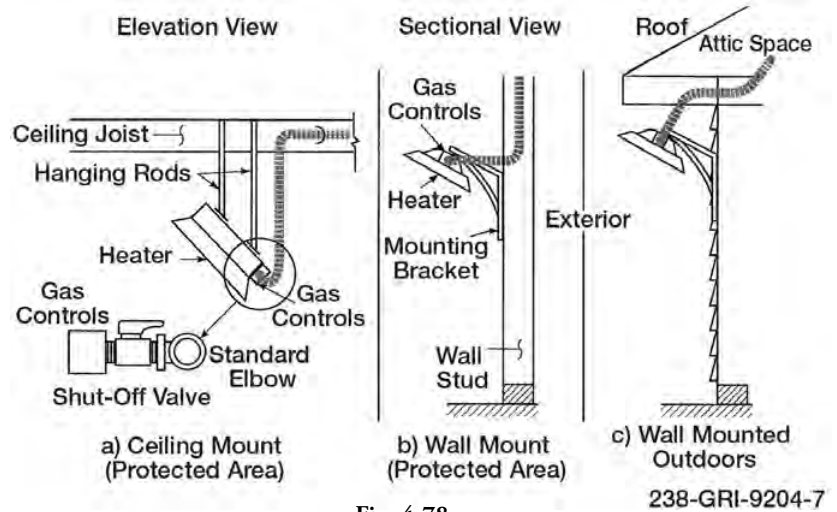 Elevation View
Ceiling Joist
Hanging Rods
Heater
Gas
Controls
Gas
Controls
Standard
Elbow
Shut-Off Valve
a) Ceiling Mount
(Protected Area)
Sectional View
Gas
Controls
Heater
Mounting
Bracket
Wall
Stud
b) Wall Mount
(Protected Area)
Exterior
Roof
Attic Space
c) Wall Mounted
Outdoors
238-GRI-9204-7